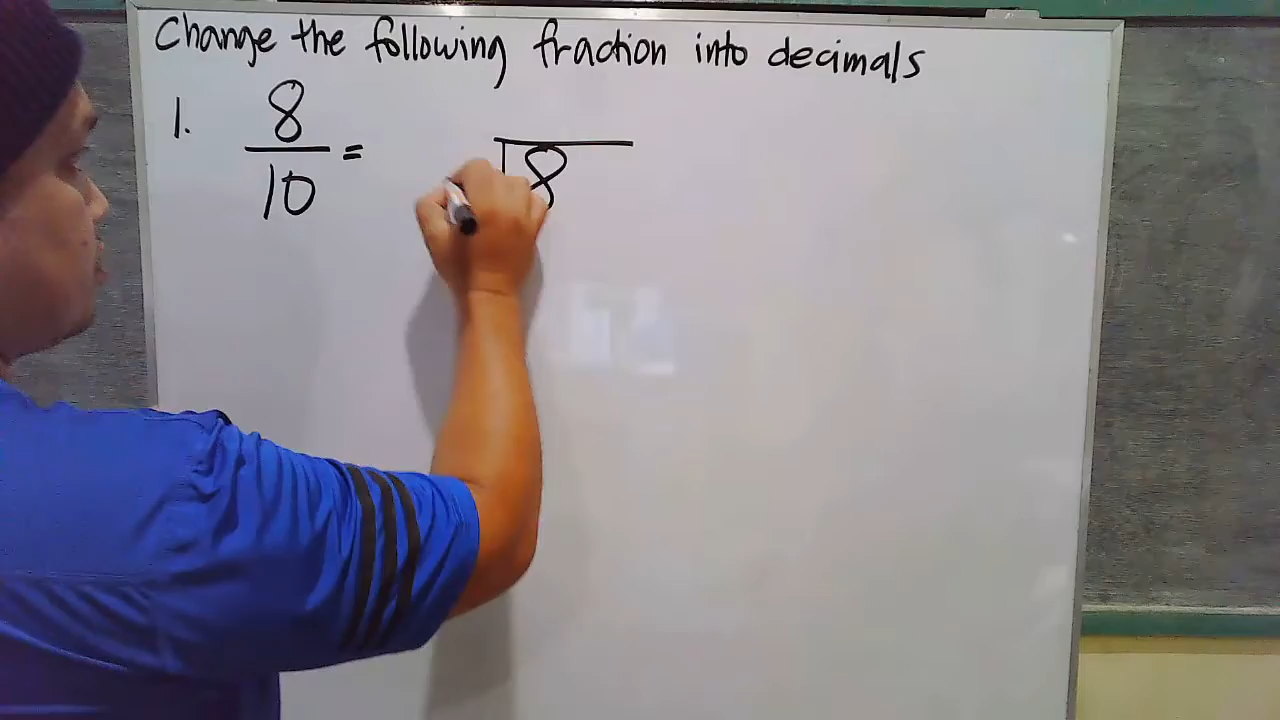 Change the following fraction into decimals
1. 8/10 =
8